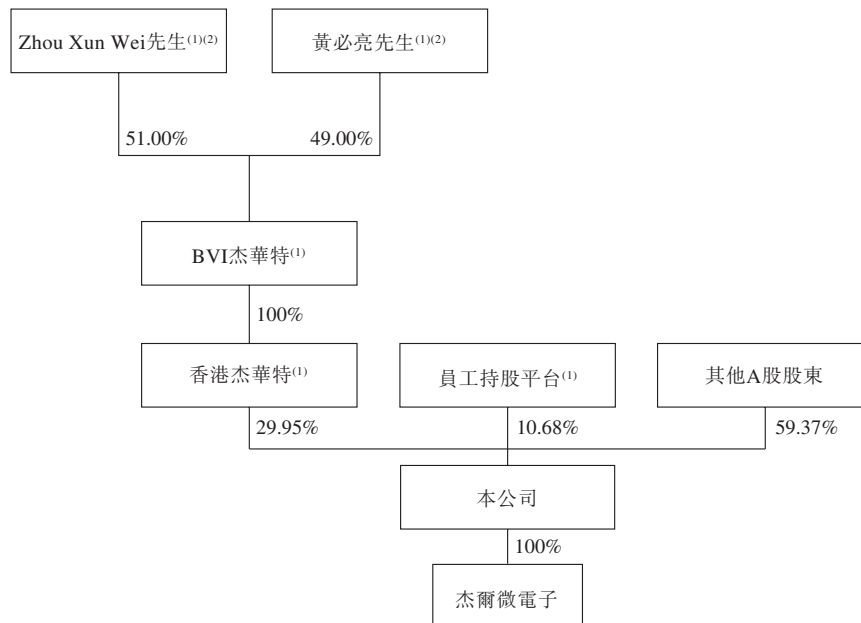 Zhou Xun Wei先生(1)(2)
黃必亮先生(1)(2)
51.00%
49.00%
BVI杰華特(1)
100%
香港杰華特(1)
員工持股平台(1)
其他A股股東
29.95%
10.68%
59.37%
本公司
100%
杰爾微電子